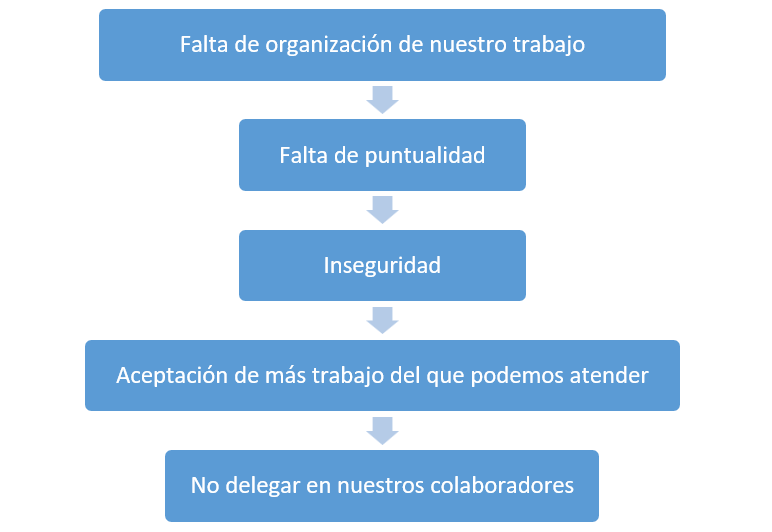 Falta de organización de nuestro trabajo
Falta de puntualidad
Inseguridad
Aceptación de más trabajo del que podemos atender
No delegar en nuestros colaboradores